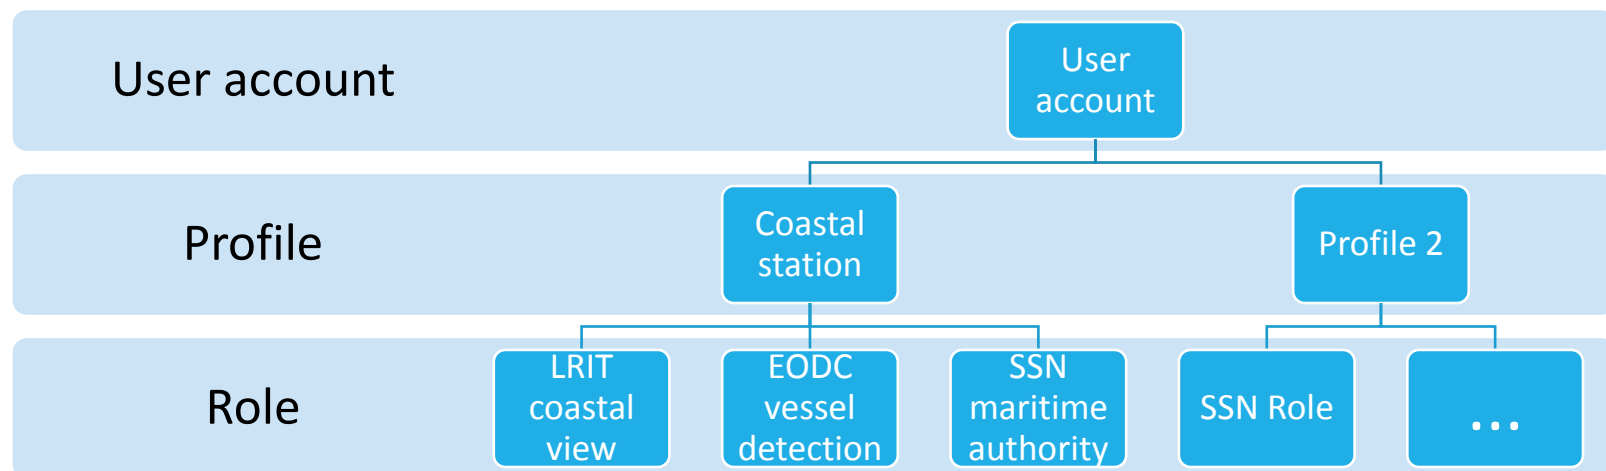 User account
User
account
Profile
Coastal
station
Profile 2
Role
LRIT
coastal
view
EODC
vessel
detection
SSN
maritime
authority
SSN Role
...